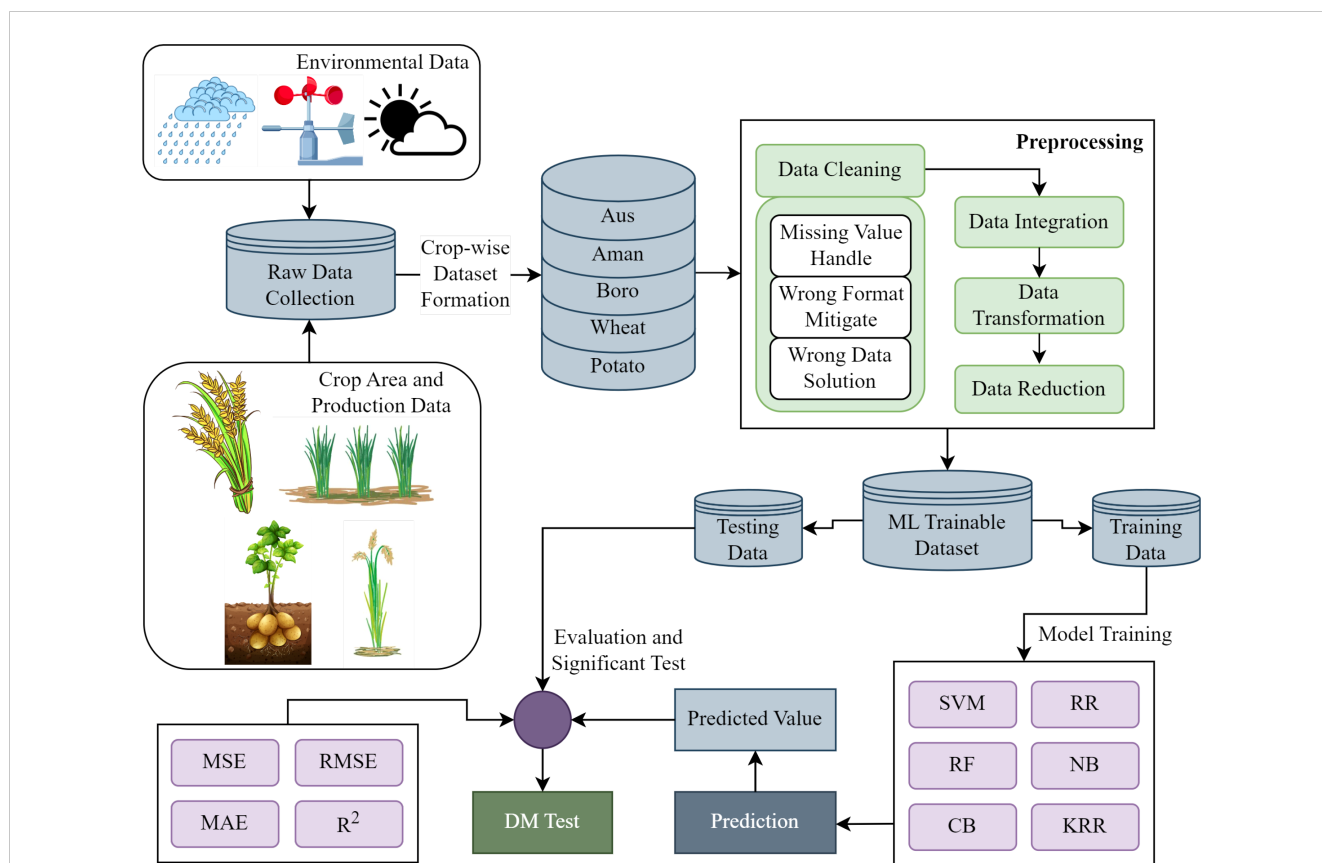 Environmental Data
Raw Data
Collection
Crop-wise
Dataset
Formation
Aus
Aman
Boro
Wheat
Potato
Preprocessing
Data Cleaning
Missing Value
Handle
Wrong Format
Mitigate
Wrong Data
Solution
Data Integration
Data
Transformation
Data Reduction
Crop Area and
Production Data
Testing
Data
ML Trainable
Dataset
Training
Data
Model Training
Evaluation and
Significant Test
SVM
RR
RF
NB
CB
KRR
Predicted Value
Prediction
MSE
RMSE
MAE
R²
DM Test